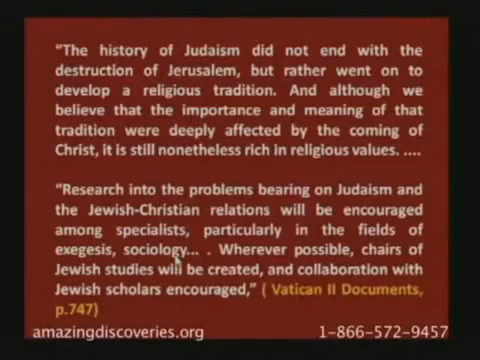 “The history of Judaism did not end with the
destruction of Jerusalem, but rather went on to
develop a religious tradition. And although we
believe that the importance and meaning of that
tradition were deeply affected by the coming of
Christ, it is still nonetheless rich in religious values. ....
“Research into the problems bearing on Judaism and
the Jewish-Christian relations will be encouraged
among specialists, particularly in the fields of
exegesis, sociology... . Wherever possible, chairs of
Jewish studies will be created, and collaboration with
Jewish scholars encouraged,” ( Vatican II Documents,
p.747)
amazingdiscoveries.org 1-866-572-9457